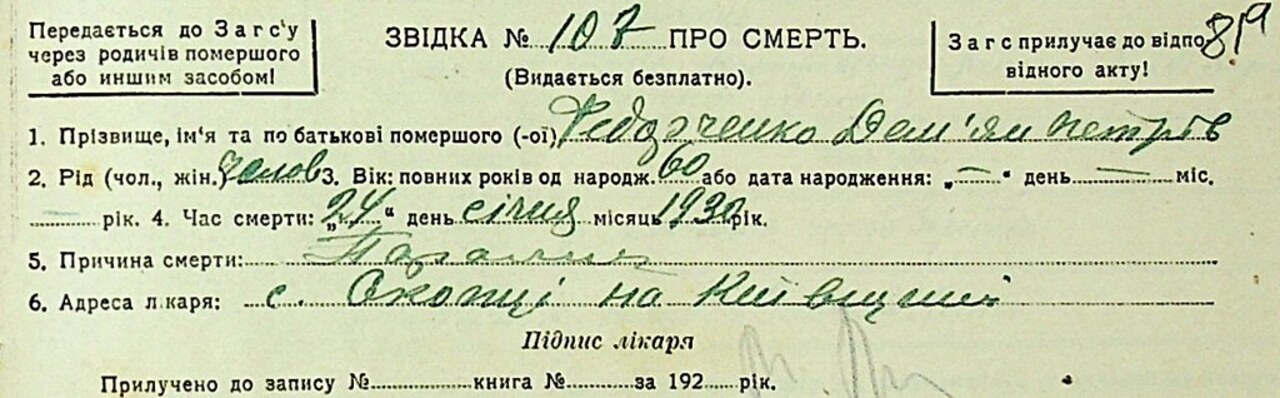 Передається до Загс'у
через родичів помершого
або иншим засобом!
ЗВІДКА № 107 ПРО СМЕРТЬ.
(Видається безплатно).
Загс прилучає до відпо
відного акту!
819
1. Прізвище, ім'я та по батькові помершого (-ої) Федорченко Дем'ян Петрів
2. Рід (чол., жін.) чолов 3. Вік: повних років од народж. 60 або дата народження: „—“ день — міс.
— рік. 4. Час смерти: „24“ день січня місяць 1930 рік.
5. Причина смерти:
6. Адреса лікаря: с. Скопці на Київщині
Підпис лікаря
Прилучено до запису № книга № за 192 рік.